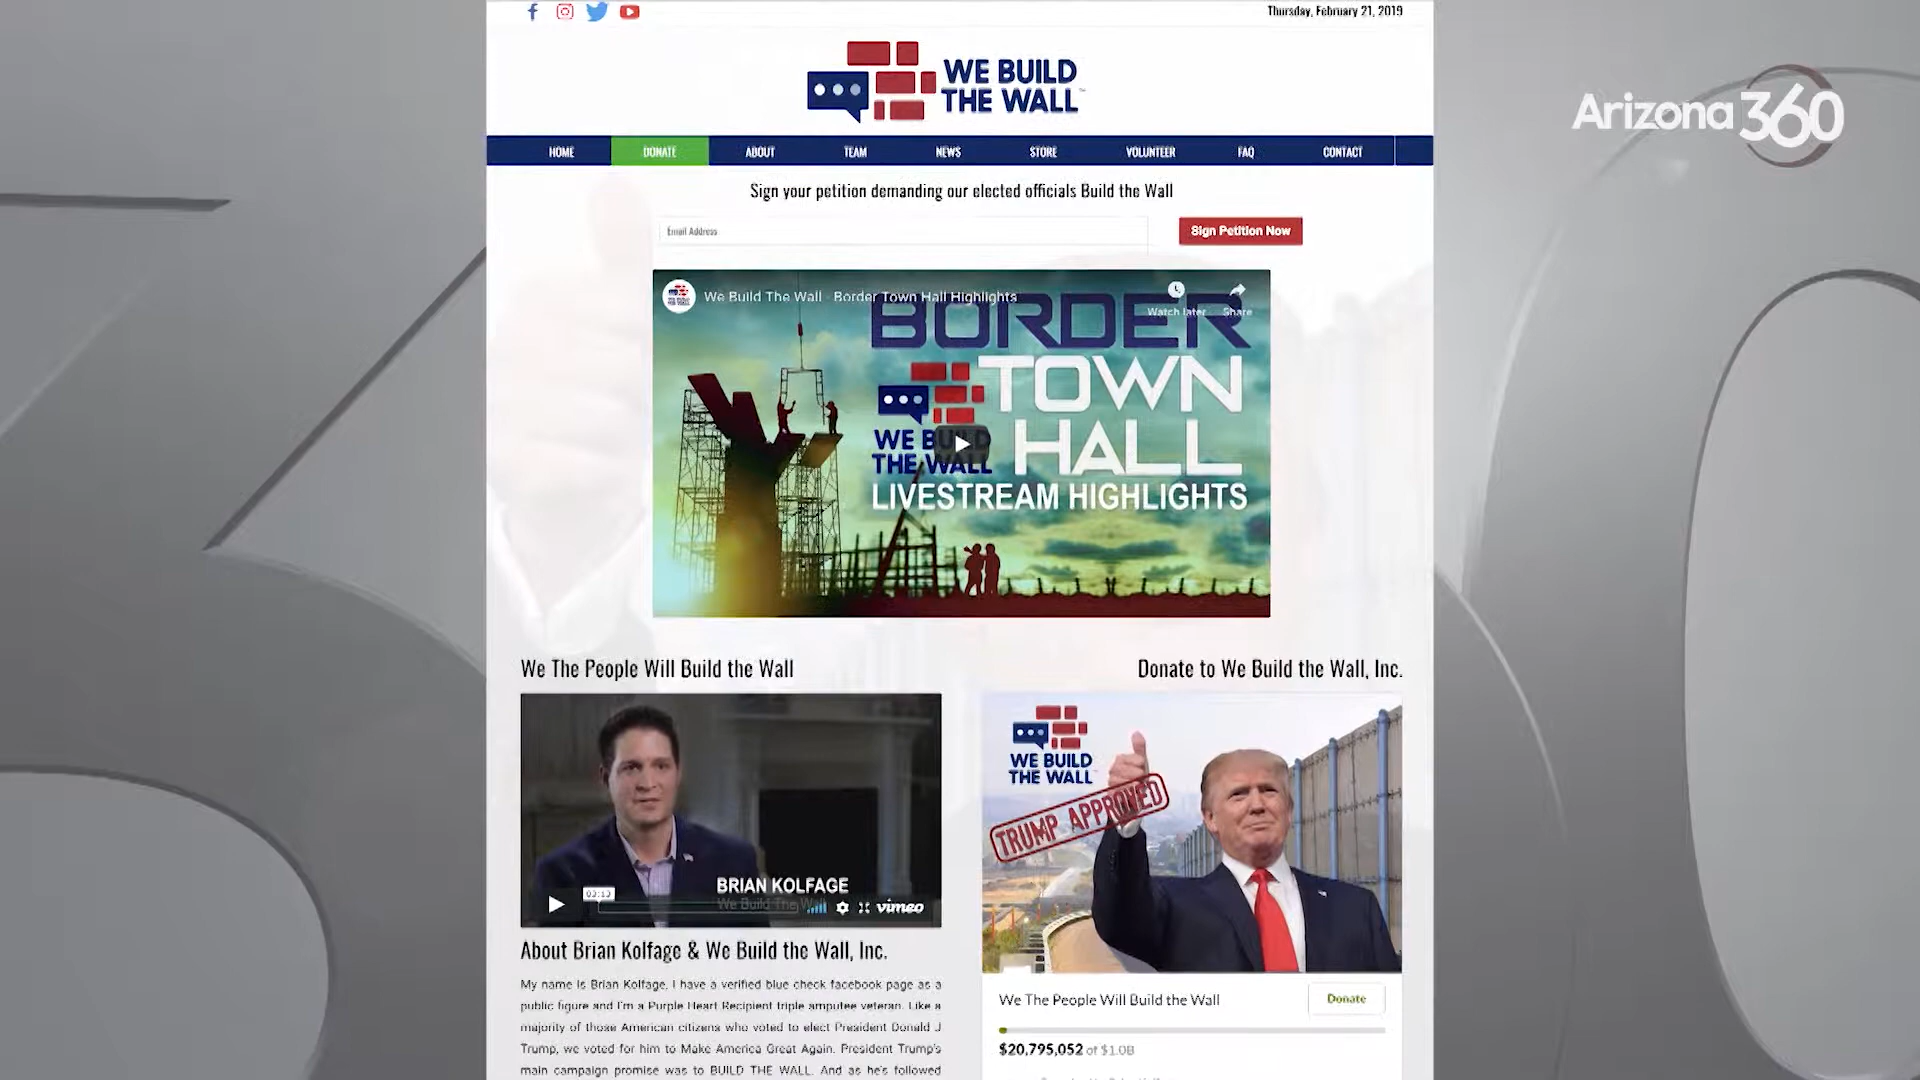 Thursday, February 21, 2019
WE BUILD
THE WALL
Arizona 360
HOME DONATE ABOUT TEAM NEWS STORE VOLUNTEER FAQ CONTACT
Sign your petition demanding our elected officials Build the Wall
Email Address
Sign Petition Now
We Build The Wall - Border Town Hall Highlights
Watch later Share
BORDER
TOWN
HALL
WE BUILD
THE WALL
LIVESTREAM HIGHLIGHTS
We The People Will Build the Wall
BRIAN KOLFAGE
We Build The Wall
vimeo
About Brian Kolfage & We Build the Wall, Inc.
My name is Brian Kolfage, I have a verified blue check facebook page as a
public figure and I'm a Purple Heart Recipient triple amputee veteran. Like a
majority of those American citizens who voted to elect President Donald J
Trump, we voted for him to Make America Great Again. President Trump's
main campaign promise was to BUILD THE WALL. And as he's followed
Donate to We Build the Wall, Inc.
WE BUILD
THE WALL
TRUMP APPROVED
We The People Will Build the Wall
Donate
$20,795,052 of $1.0B